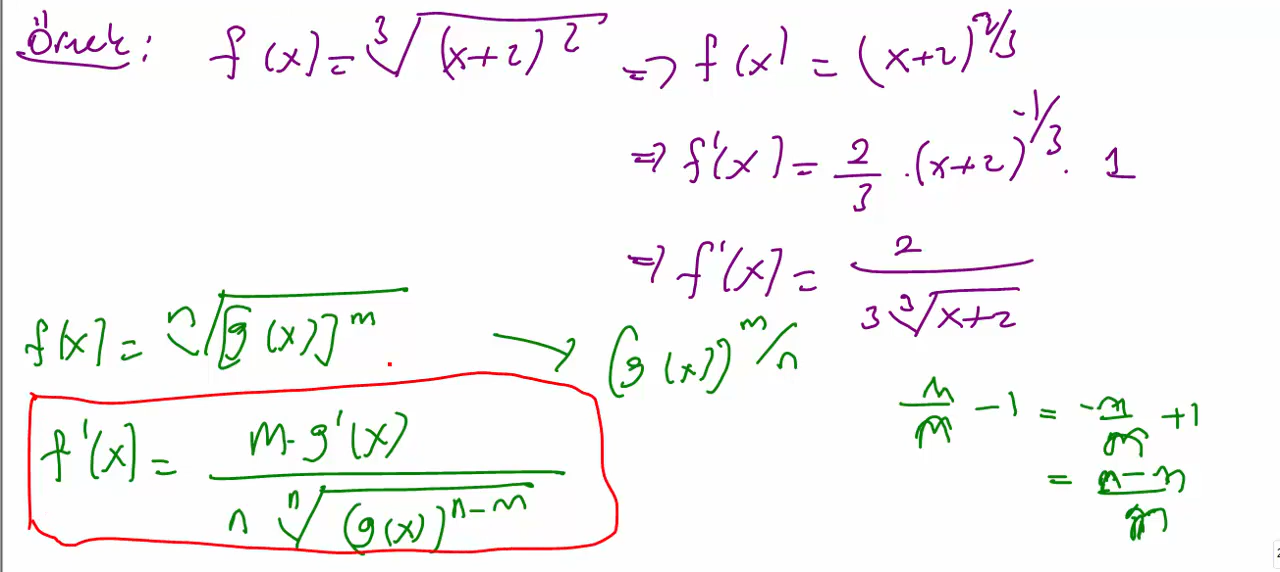 Örnek: f(x) = ∛(x+2)² ⇒ f(x) = (x+2)^2/3
⇒ f'(x) = 2/3 · (x+2)^-1/3 · 1
⇒ f'(x) = 2 / 3∛x+2
f(x) = ⁿ√[g(x)]^m → (g(x))^m/n
f'(x) = m·g'(x) / n ⁿ√(g(x))^n-m
- 1 = + 1
=